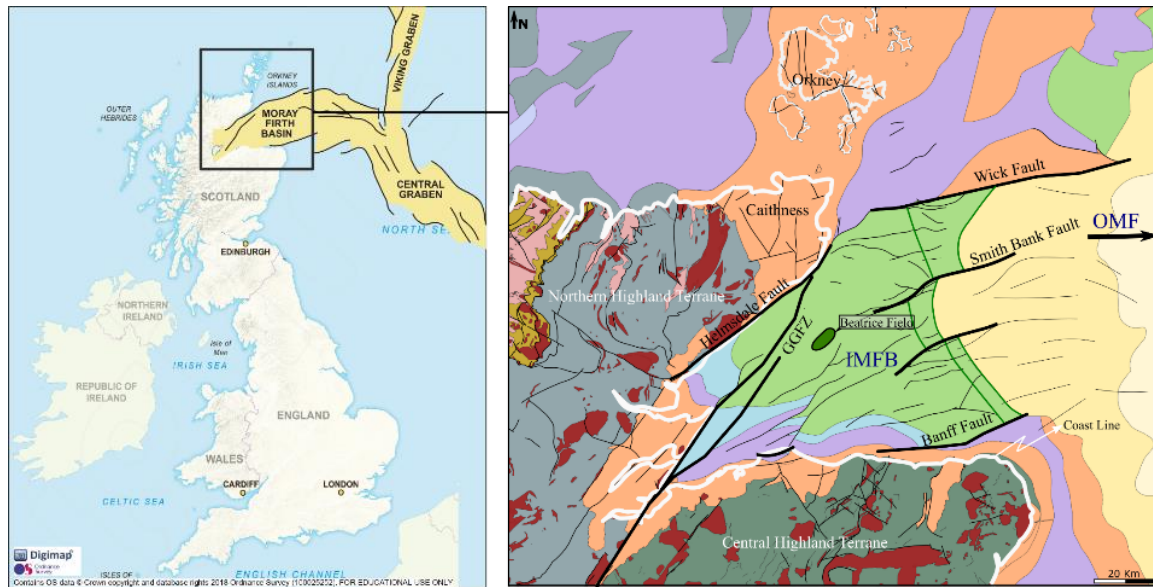 ORKNEY
ISLANDS
OUTER
HEBRIDES
MORAY
FIRTH
BASIN
VIKING GRABEN
CENTRAL
GRABEN
SCOTLAND
NORTH SE
EDINBURGH
NORTHERN
IRELAND
Isle of
Man
IRISH SEA
REPUBLIC OF
IRELAND
ENGLAND
WALES
CARDIFF
LONDON
CELTIC SEA
Digimap
Ordnance
Survey
ISLES OF
ENGLISH CHANNEL
Contains OS data © Crown copyright and database rights 2018 Ordnance Survey (100025252). FOR EDUCATIONAL USE ONLY
N
Orkney
Wick Fault
Caithness
OMF
Smith Bank Fault
Northern Highland Terrane
Helmsdale Fault
GGFZ
Beatrice Field
IMFB
Banff Fault
Coast Line
Central Highland Terrane
20 Km